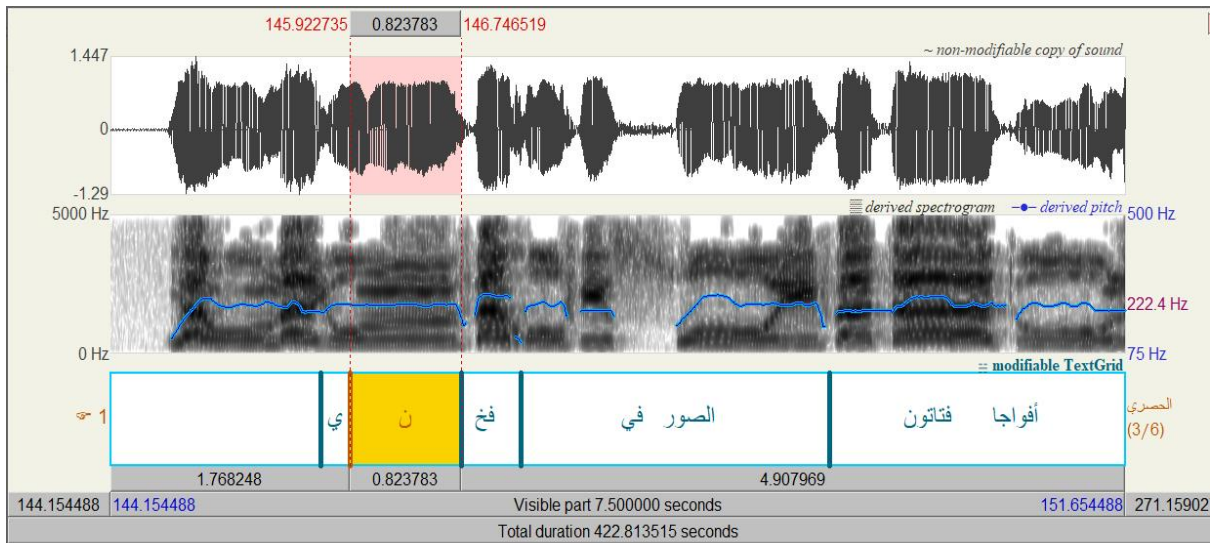 145.922735 0.823783 146.746519
1.447
~ non-modifiable copy of sound
0
-1.29
5000 Hz
derived spectrogram derived pitch
500 Hz
222.4 Hz
0 Hz
75 Hz
modifiable TextGrid
1
ي
ن
فخ
الصور في
أفواجا فتاتون
الحصري
(3/6)
1.768248 0.823783 4.907969
144.154488 144.154488 Visible part 7.500000 seconds 151.654488 271.15902
Total duration 422.813515 seconds